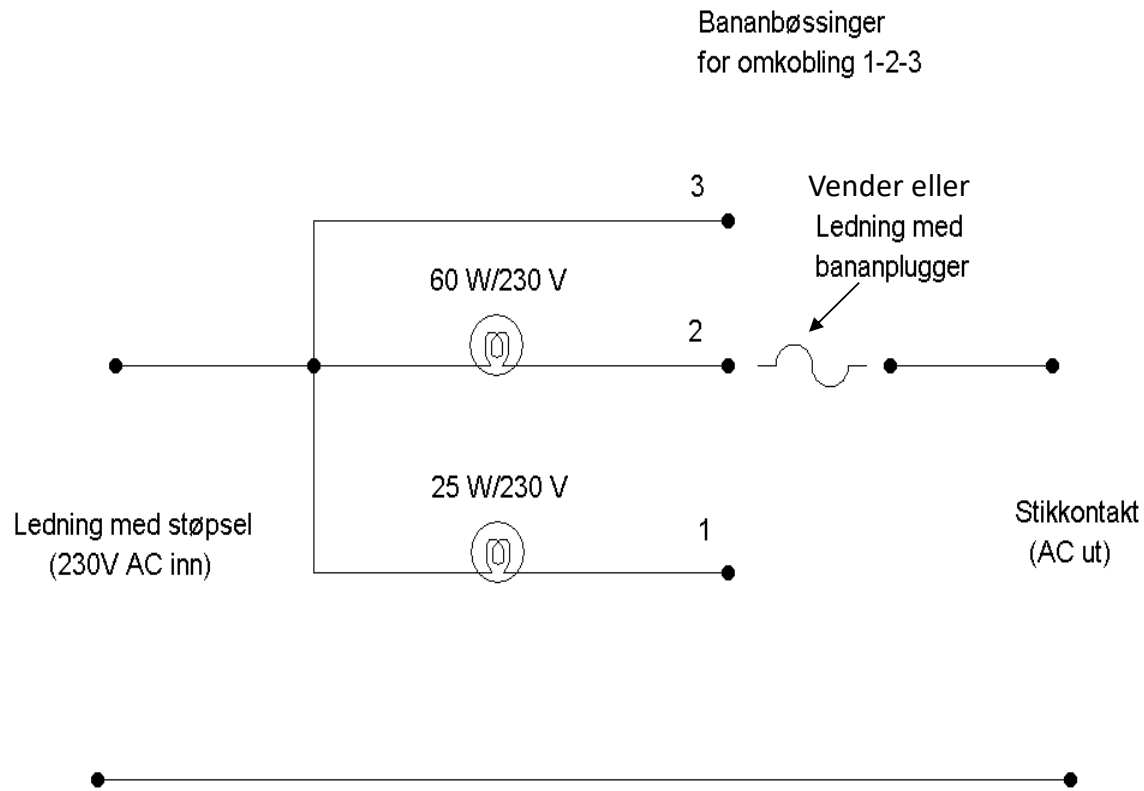 Bananbøssinger
for omkobling 1-2-3
3
Vender eller
Ledning med
bananplugger
60 W/230 V
2
25 W/230 V
1
Ledning med støpsel
(230V AC inn)
Stikkontakt
(AC ut)